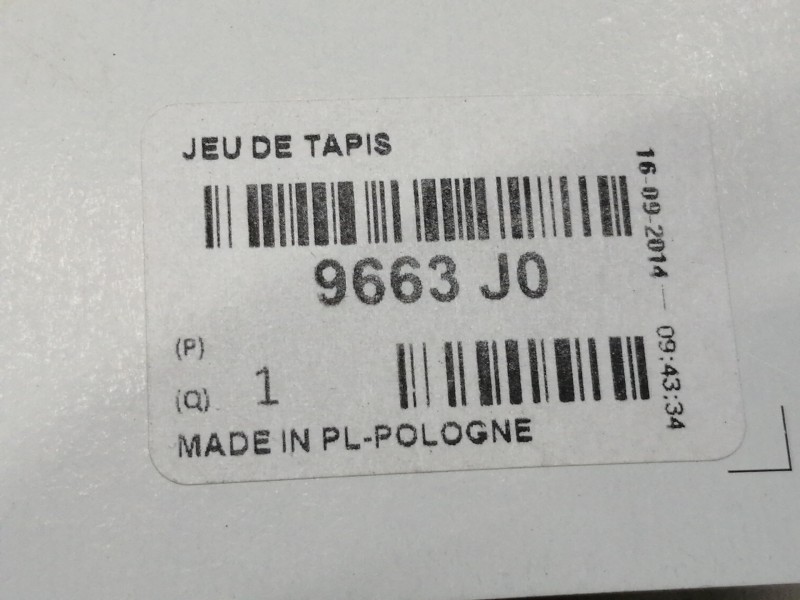 JEU DE TAPIS
9663 J0
(P)
(Q) 1
MADE IN PL-POLOGNE
16-09-2014 — 09:43:34